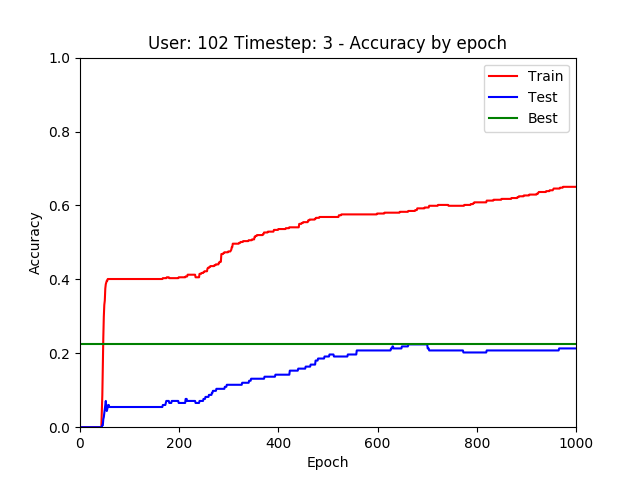 User: 102 Timestep: 3 - Accuracy by epoch
Train
Test
Best
Accuracy
1.0
0.8
0.6
0.4
0.2
0.0
0 200 400 600 800 1000
Epoch